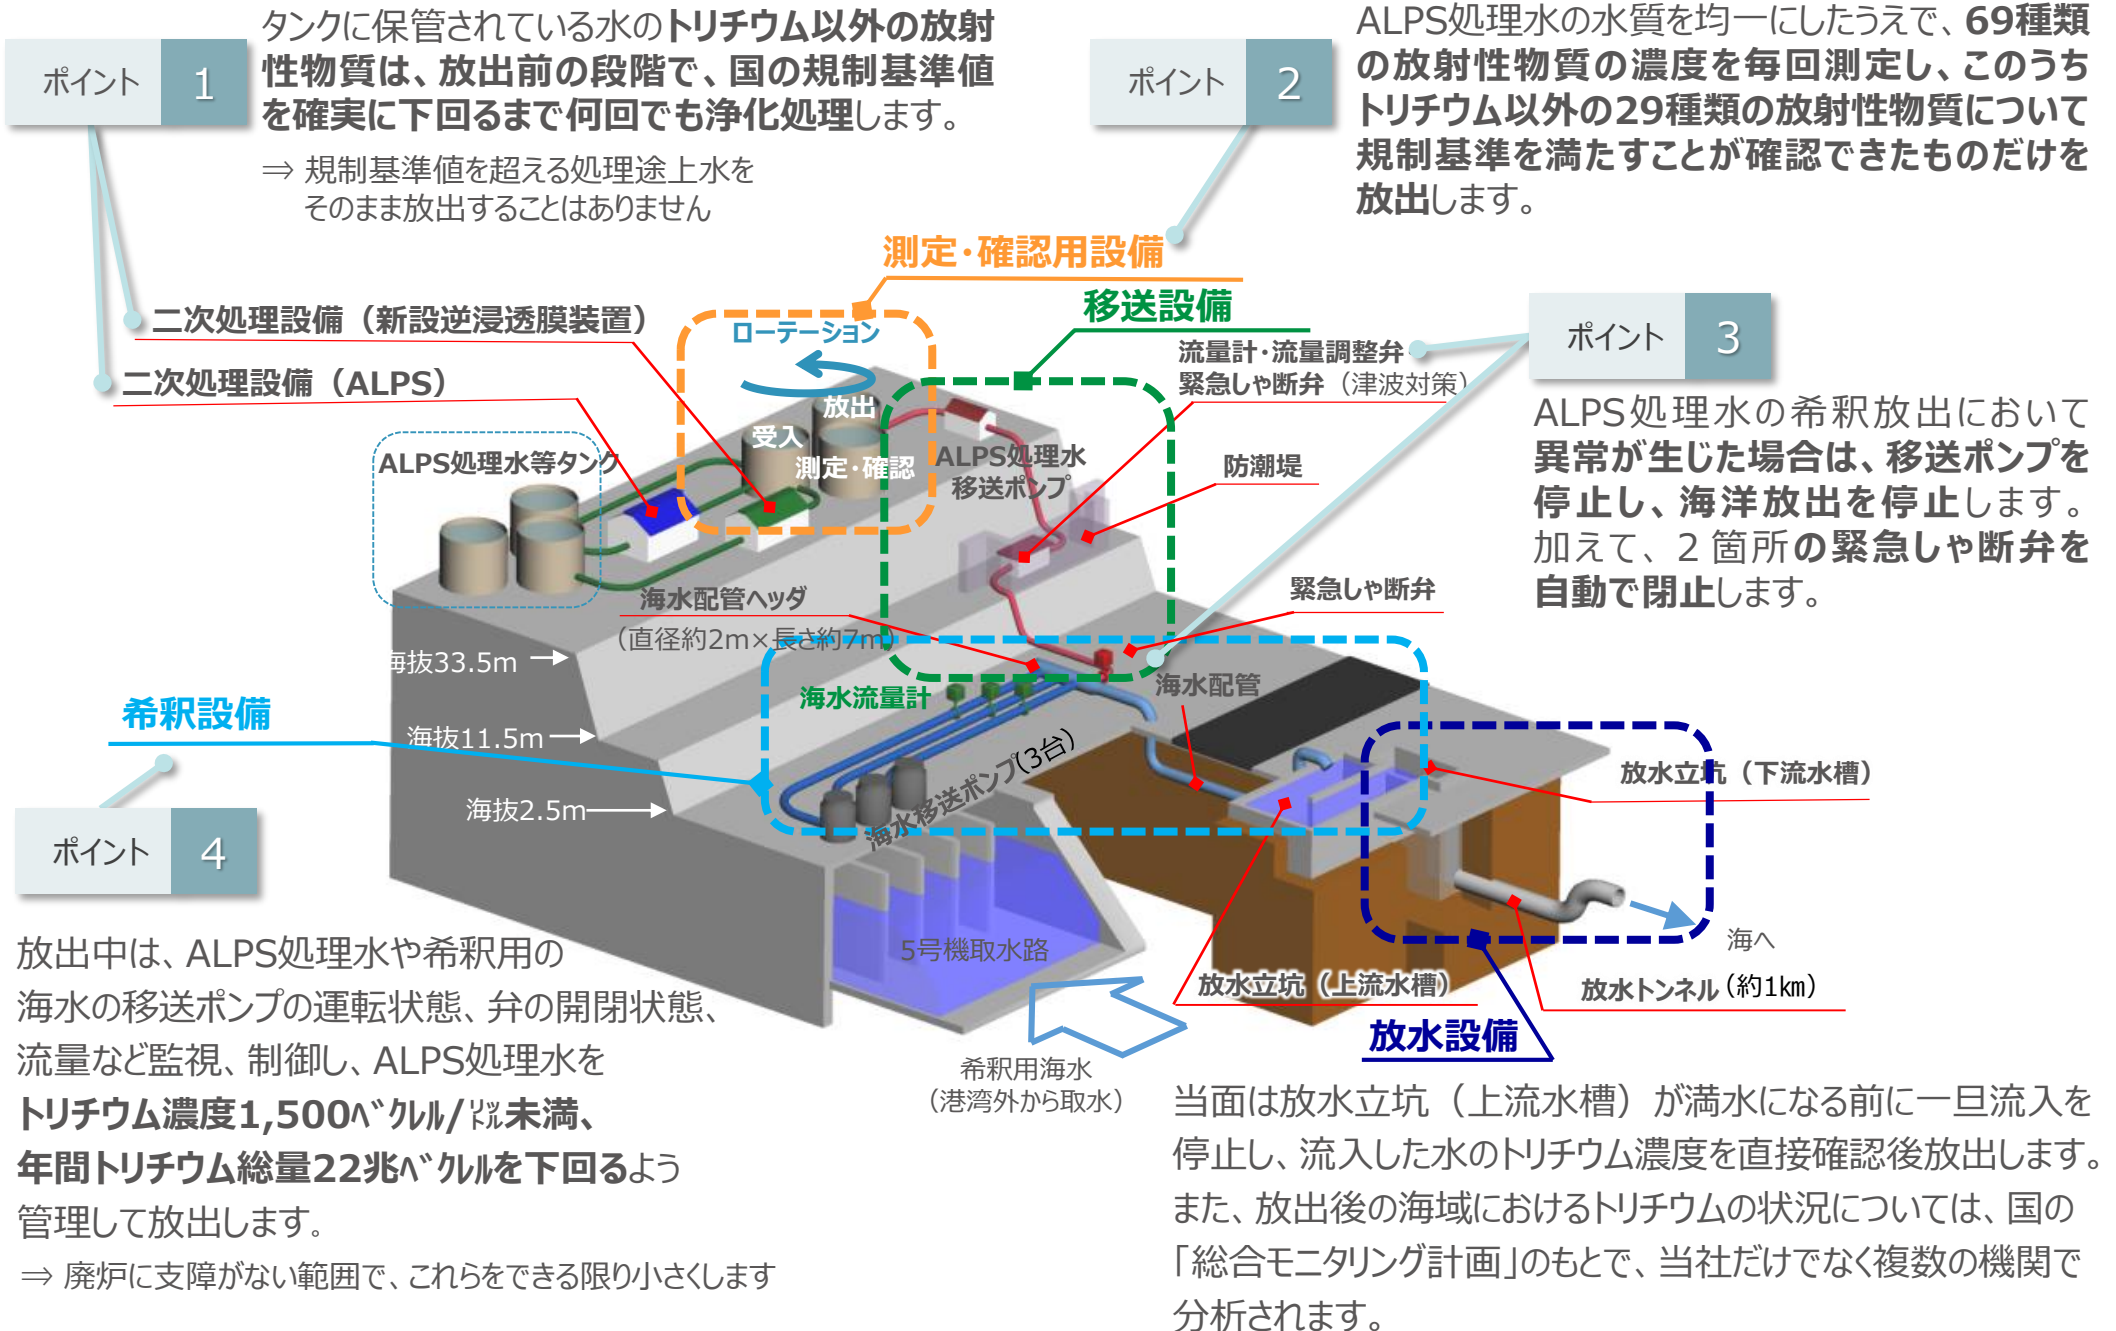 ポイント 1
タンクに保管されている水のトリチウム以外の放射
性物質は、放出前の段階で、国の規制基準値
を確実に下回るまで何回でも浄化処理します。
⇒ 規制基準値を超える処理途上水を
そのまま放出することはありません
ポイント 2
ALPS処理水の水質を均一にしたうえで、69種類
の放射性物質の濃度を毎回測定し、このうち
トリチウム以外の29種類の放射性物質について
規制基準を満たすことが確認できたものだけを
放出します。
測定・確認用設備
移送設備
二次処理設備（新設逆浸透膜装置）
二次処理設備（ALPS）
ローテーション
放出
受入
測定・確認
ALPS処理水等タンク
ALPS処理水
移送ポンプ
流量計・流量調整弁
緊急しゃ断弁（津波対策）
防潮堤
ポイント 3
ALPS処理水の希釈放出において
異常が生じた場合は、移送ポンプを
停止し、海洋放出を停止します。
加えて、2箇所の緊急しゃ断弁を
自動で閉止します。
緊急しゃ断弁
海水配管ヘッダ
（直径約2m×長さ約7m）
海抜33.5m
海抜11.5m
海抜2.5m
希釈設備
海水流量計
海水配管
海水移送ポンプ(3台)
放水立坑（下流水槽）
5号機取水路
放水立坑（上流水槽）
海へ
放水トンネル（約1㎞）
放水設備
希釈用海水
（港湾外から取水）
ポイント 4
放出中は、ALPS処理水や希釈用の
海水の移送ポンプの運転状態、弁の開閉状態、
流量など監視、制御し、ALPS処理水を
トリチウム濃度1,500ﾍﾞｸﾚﾙ/㍑未満、
年間トリチウム総量22兆ﾍﾞｸﾚﾙを下回るよう
管理して放出します。
⇒ 廃炉に支障がない範囲で、これらをできる限り小さくします
当面は放水立坑（上流水槽）が満水になる前に一旦流入を
停止し、流入した水のトリチウム濃度を直接確認後放出します。
また、放出後の海域におけるトリチウムの状況については、国の
「総合モニタリング計画」のもとで、当社だけでなく複数の機関で
分析されます。